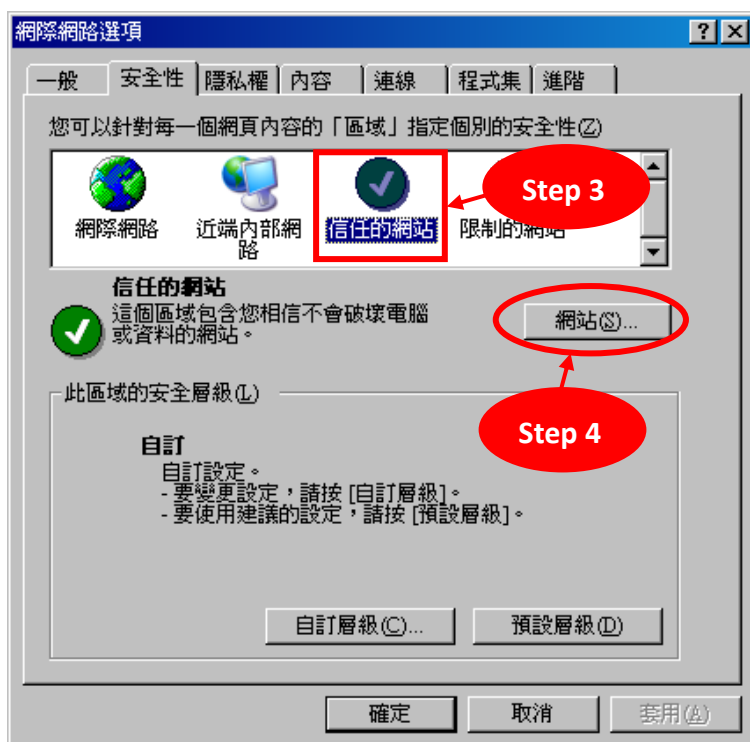 網際網路選項
一般 安全性 隱私權 內容 連線 程式集 進階
您可以針對每一個網頁內容的「區域」指定個別的安全性(Z)
Step 3
網際網路 近端內部網路 信任的網站 限制的網站
信任的網站
這個區域包含您相信不會破壞電腦
或資料的網站。
網站(S)...
Step 4
此區域的安全層級(L)
自訂
自訂設定。
- 要變更設定，請按 [自訂層級]。
- 要使用建議的設定，請按 [預設層級]。
自訂層級(C)... 預設層級(D)
確定 取消 套用(A)